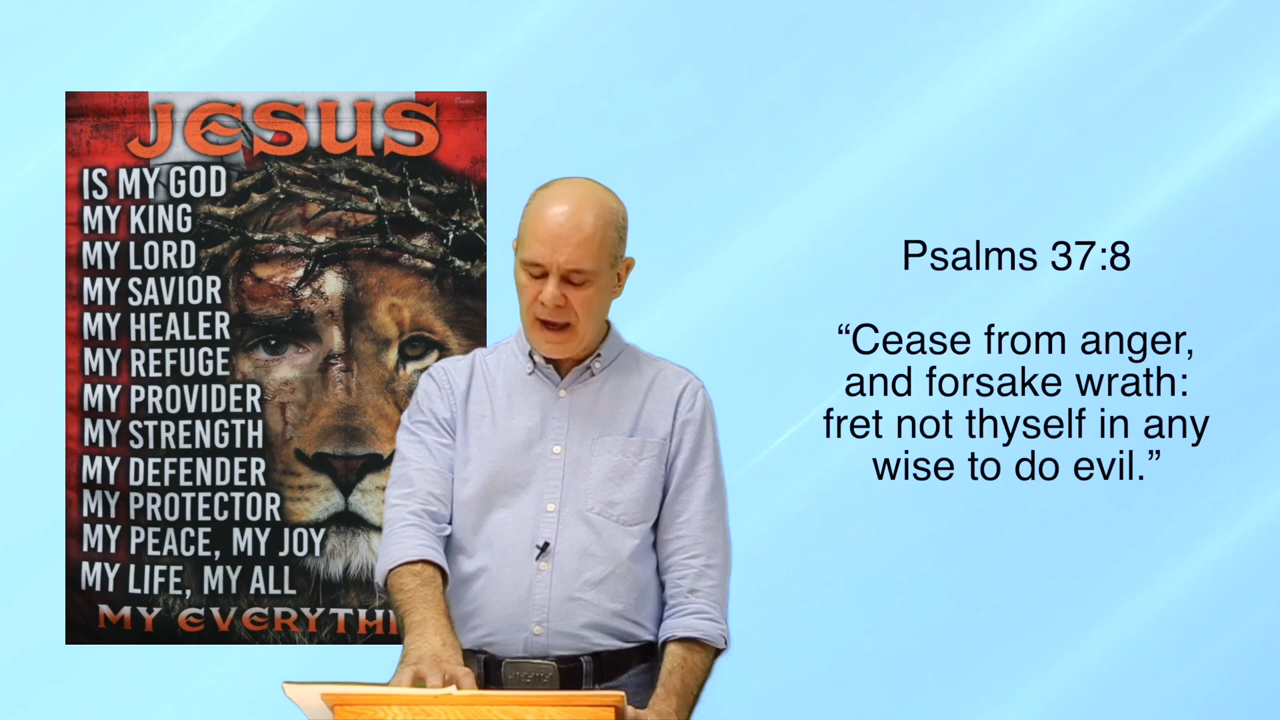 JESUS
IS MY GOD
MY KING
MY LORD
MY SAVIOR
MY HEALER
MY REFUGE
MY PROVIDER
MY STRENGTH
MY DEFENDER
MY PROTECTOR
MY PEACE, MY JOY
MY LIFE, MY ALL
MY EVERYTHI
JESUS
Psalms 37:8
“Cease from anger,
and forsake wrath:
fret not thyself in any
wise to do evil.”